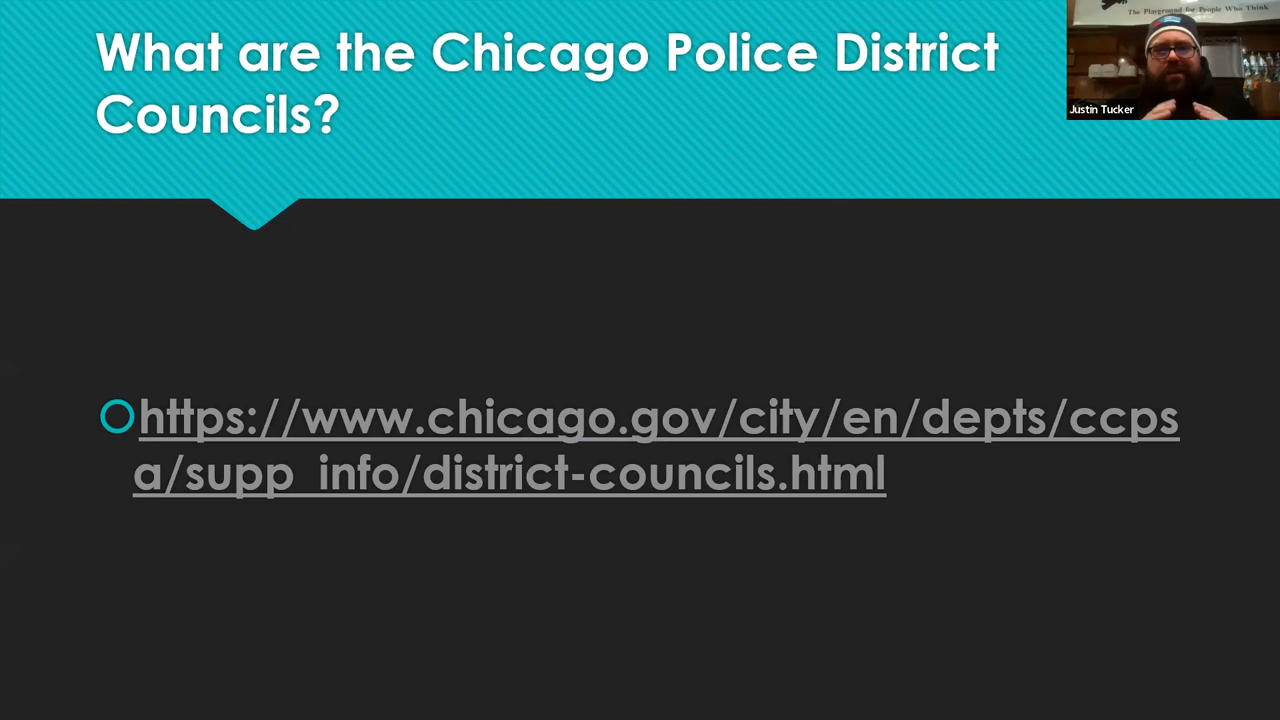 What are the Chicago Police District
Councils?
The Playground for People Who Think
Justin Tucker
https://www.chicago.gov/city/en/depts/ccps
a/supp_info/district-councils.html